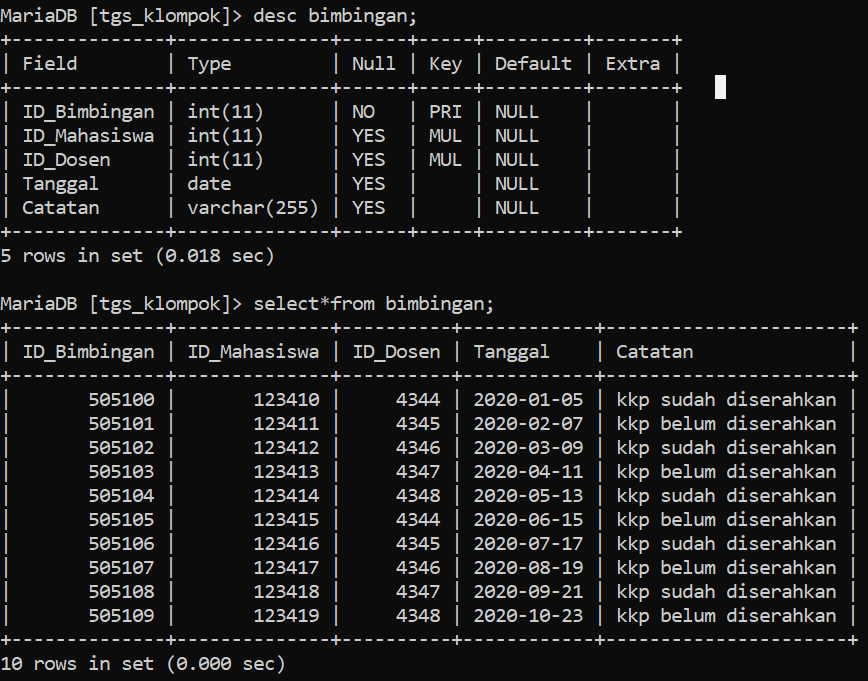 MariaDB [tgs_klompok]> desc bimbingan;
+--------------+--------------+------+-----+---------+-------+
| Field        | Type         | Null | Key | Default | Extra |
+--------------+--------------+------+-----+---------+-------+
| ID_Bimbingan | int(11)      | NO   | PRI | NULL    |       |
| ID_Mahasiswa | int(11)      | YES  | MUL | NULL    |       |
| ID_Dosen     | int(11)      | YES  | MUL | NULL    |       |
| Tanggal      | date         | YES  |     | NULL    |       |
| Catatan      | varchar(255) | YES  |     | NULL    |       |
+--------------+--------------+------+-----+---------+-------+
5 rows in set (0.018 sec)

MariaDB [tgs_klompok]> select*from bimbingan;
+--------------+--------------+----------+------------+----------------------+
| ID_Bimbingan | ID_Mahasiswa | ID_Dosen | Tanggal    | Catatan              |
+--------------+--------------+----------+------------+----------------------+
|       505100 |       123410 |     4344 | 2020-01-05 | kkp sudah diserahkan |
|       505101 |       123411 |     4345 | 2020-02-07 | kkp belum diserahkan |
|       505102 |       123412 |     4346 | 2020-03-09 | kkp sudah diserahkan |
|       505103 |       123413 |     4347 | 2020-04-11 | kkp belum diserahkan |
|       505104 |       123414 |     4348 | 2020-05-13 | kkp sudah diserahkan |
|       505105 |       123415 |     4344 | 2020-06-15 | kkp belum diserahkan |
|       505106 |       123416 |     4345 | 2020-07-17 | kkp sudah diserahkan |
|       505107 |       123417 |     4346 | 2020-08-19 | kkp belum diserahkan |
|       505108 |       123418 |     4347 | 2020-09-21 | kkp sudah diserahkan |
|       505109 |       123419 |     4348 | 2020-10-23 | kkp belum diserahkan |
+--------------+--------------+----------+------------+----------------------+
10 rows in set (0.000 sec)